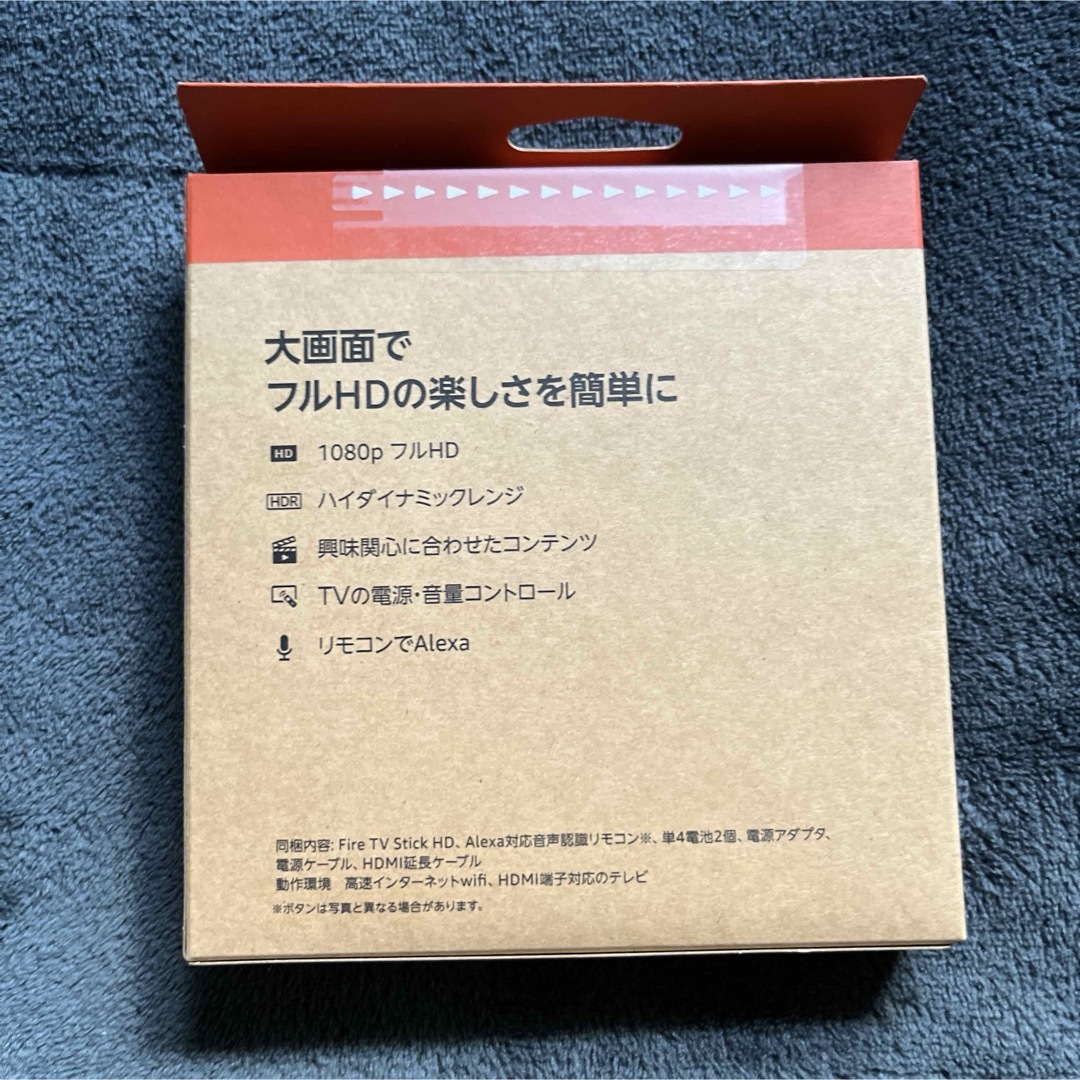 大画面で
フルHDの楽しさを簡単に
HD 1080p フルHD
HDR ハイダイナミックレンジ
興味関心に合わせたコンテンツ
TVの電源・音量コントロール
リモコンでAlexa
同梱内容: Fire TV Stick HD、Alexa対応音声認識リモコン※、単4電池2個、電源アダプタ、
電源ケーブル、HDMI延長ケーブル
動作環境　高速インターネットwifi、HDMI端子対応のテレビ
※ボタンは写真と異なる場合があります。